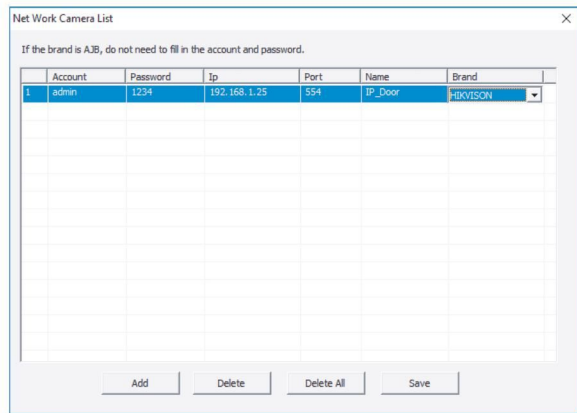 Net Work Camera List
If the brand is AJB, do not need to fill in the account and password.
Account Password Ip Port Name Brand
1 admin 1234 192.168.1.25 554 IP_Door HIKVISON
Add Delete Delete All Save